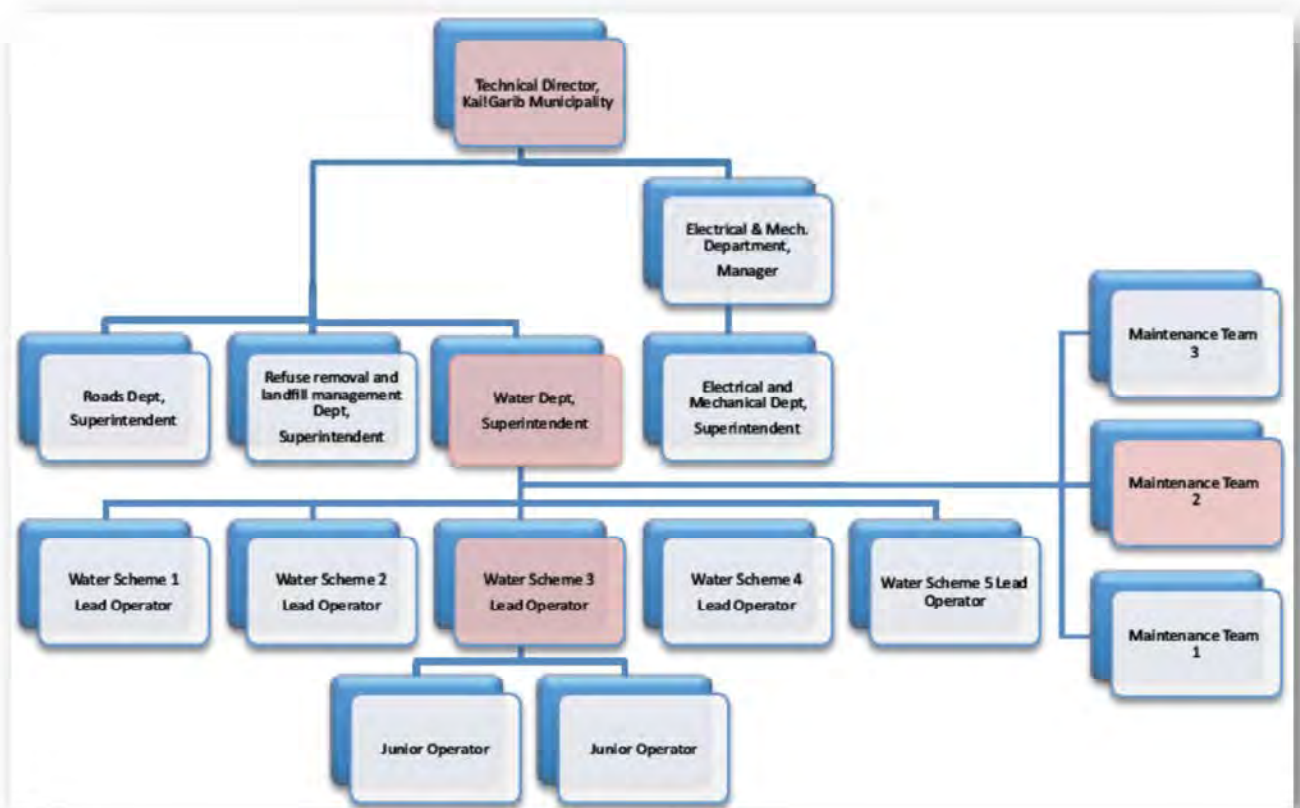 Technical Director,
Kai!Garib Municipality
Electrical & Mech.
Department,
Manager
Roads Dept,
Superintendent
Refuse removal and
landfill management
Dept,
Superintendent
Water Dept,
Superintendent
Electrical and
Mechanical Dept,
Superintendent
Maintenance Team
3
Maintenance Team
2
Maintenance Team
1
Water Scheme 1
Lead Operator
Water Scheme 2
Lead Operator
Water Scheme 3
Lead Operator
Water Scheme 4
Lead Operator
Water Scheme 5 Lead
Operator
Junior Operator
Junior Operator